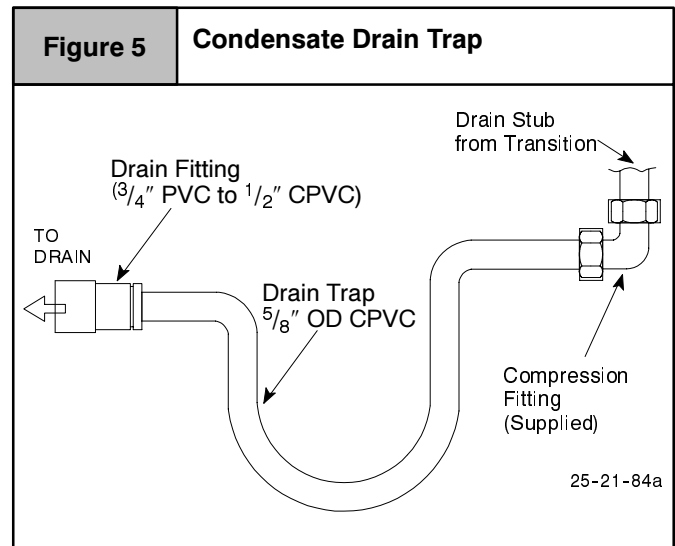 Figure 5
Condensate Drain Trap
Drain Stub
from Transition
Drain Fitting
(3/4″ PVC to 1/2″ CPVC)
TO
DRAIN
Drain Trap
5/8″ OD CPVC
Compression
Fitting
(Supplied)
25-21-84a